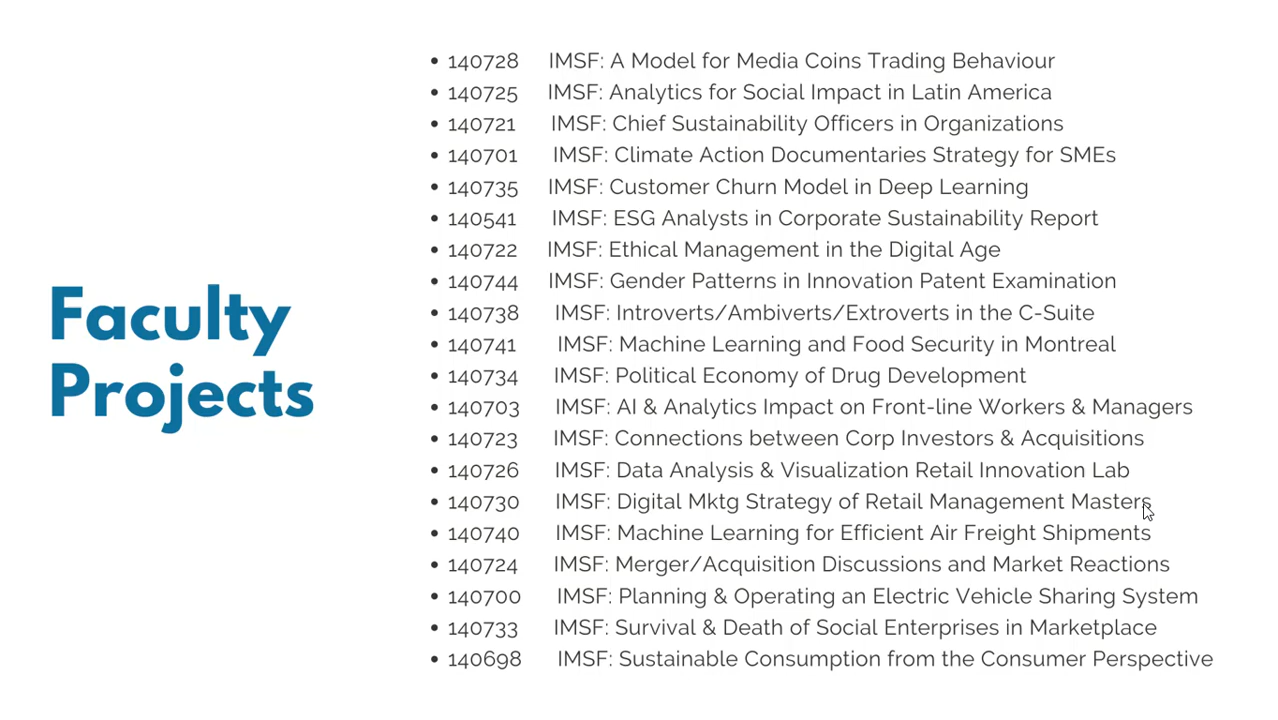 Faculty
Projects
• 140728 IMSF: A Model for Media Coins Trading Behaviour
• 140725 IMSF: Analytics for Social Impact in Latin America
• 140721 IMSF: Chief Sustainability Officers in Organizations
• 140701 IMSF: Climate Action Documentaries Strategy for SMEs
• 140735 IMSF: Customer Churn Model in Deep Learning
• 140541 IMSF: ESG Analysts in Corporate Sustainability Report
• 140722 IMSF: Ethical Management in the Digital Age
• 140744 IMSF: Gender Patterns in Innovation Patent Examination
• 140738 IMSF: Introverts/Ambiverts/Extroverts in the C-Suite
• 140741 IMSF: Machine Learning and Food Security in Montreal
• 140734 IMSF: Political Economy of Drug Development
• 140703 IMSF: AI & Analytics Impact on Front-line Workers & Managers
• 140723 IMSF: Connections between Corp Investors & Acquisitions
• 140726 IMSF: Data Analysis & Visualization Retail Innovation Lab
• 140730 IMSF: Digital Mktg Strategy of Retail Management Masters
• 140740 IMSF: Machine Learning for Efficient Air Freight Shipments
• 140724 IMSF: Merger/Acquisition Discussions and Market Reactions
• 140700 IMSF: Planning & Operating an Electric Vehicle Sharing System
• 140733 IMSF: Survival & Death of Social Enterprises in Marketplace
• 140698 IMSF: Sustainable Consumption from the Consumer Perspective